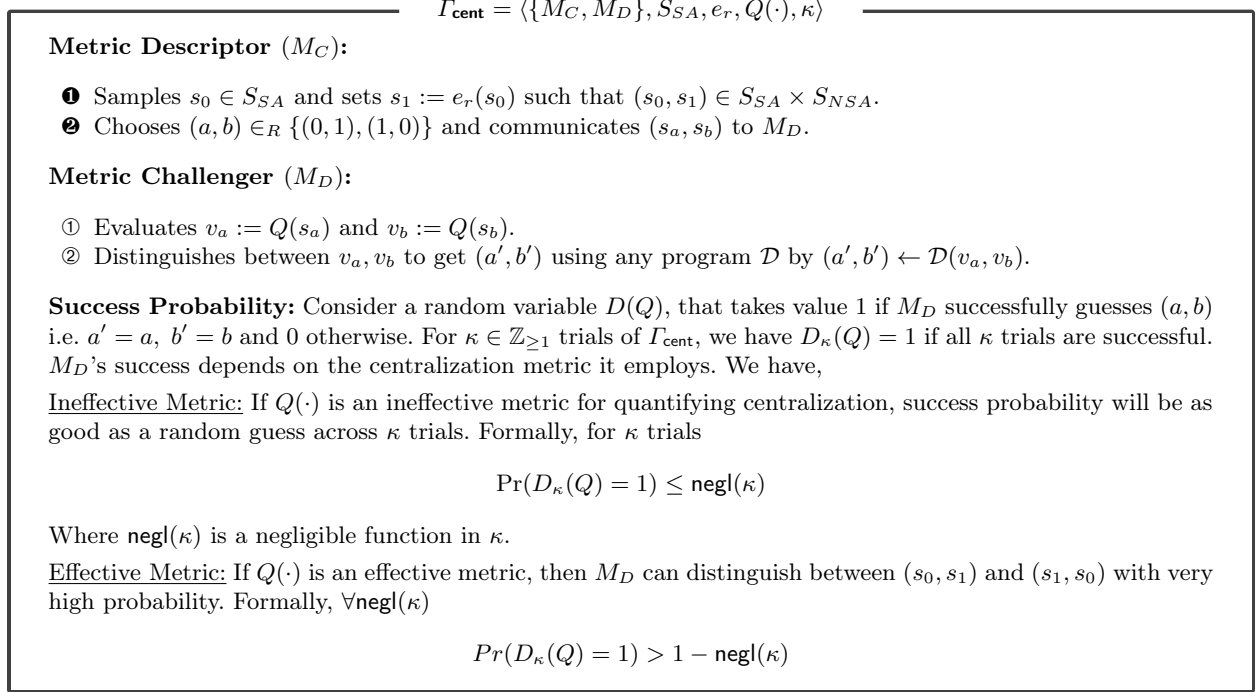 Γ_cent = ⟨{M_C, M_D}, S_SA, e_r, Q(·), κ⟩
Metric Descriptor (M_C):
❶ Samples s_0 ∈ S_SA and sets s_1 := e_r(s_0) such that (s_0, s_1) ∈ S_SA × S_NSA.
❷ Chooses (a, b) ∈_R {(0, 1), (1, 0)} and communicates (s_a, s_b) to M_D.
Metric Challenger (M_D):
① Evaluates v_a := Q(s_a) and v_b := Q(s_b).
② Distinguishes between v_a, v_b to get (a′, b′) using any program 𝒟 by (a′, b′) ← 𝒟(v_a, v_b).
Success Probability: Consider a random variable D(Q), that takes value 1 if M_D successfully guesses (a, b)
i.e. a′ = a, b′ = b and 0 otherwise. For κ ∈ ℤ_≥1 trials of Γ_cent, we have D_κ(Q) = 1 if all κ trials are successful.
M_D's success depends on the centralization metric it employs. We have,
Ineffective Metric: If Q(·) is an ineffective metric for quantifying centralization, success probability will be as
good as a random guess across κ trials. Formally, for κ trials
Pr(D_κ(Q) = 1) ≤ negl(κ)
Where negl(κ) is a negligible function in κ.
Effective Metric: If Q(·) is an effective metric, then M_D can distinguish between (s_0, s_1) and (s_1, s_0) with very
high probability. Formally, ∀negl(κ)
Pr(D_κ(Q) = 1) > 1 − negl(κ)